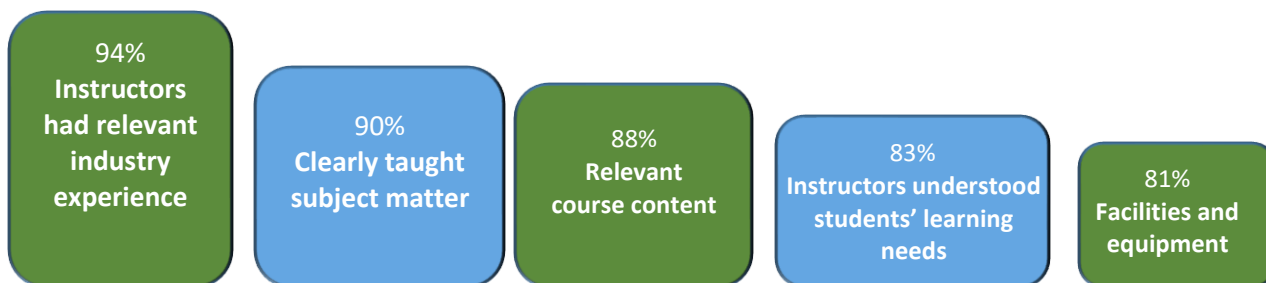 94%
Instructors
had relevant
industry
experience
90%
Clearly taught
subject matter
88%
Relevant
course content
83%
Instructors understood
students’ learning
needs
81%
Facilities and
equipment